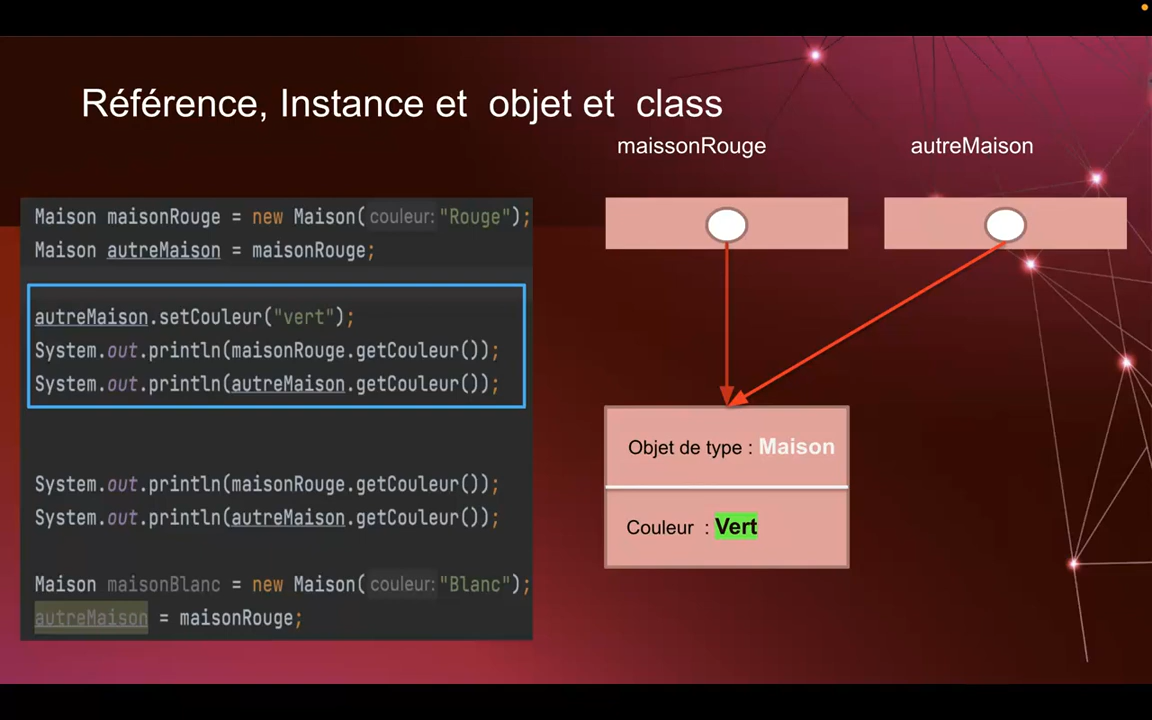 Référence, Instance et objet et class
maissonRouge
autreMaison
Maison maisonRouge = new Maison( couleur: "Rouge");
Maison autreMaison = maisonRouge;
autreMaison.setCouleur("vert");
System.out.println(maisonRouge.getCouleur());
System.out.println(autreMaison.getCouleur());
System.out.println(maisonRouge.getCouleur());
System.out.println(autreMaison.getCouleur());
Maison maisonBlanc = new Maison( couleur: "Blanc");
autreMaison = maisonRouge;
Objet de type : Maison
Couleur : Vert